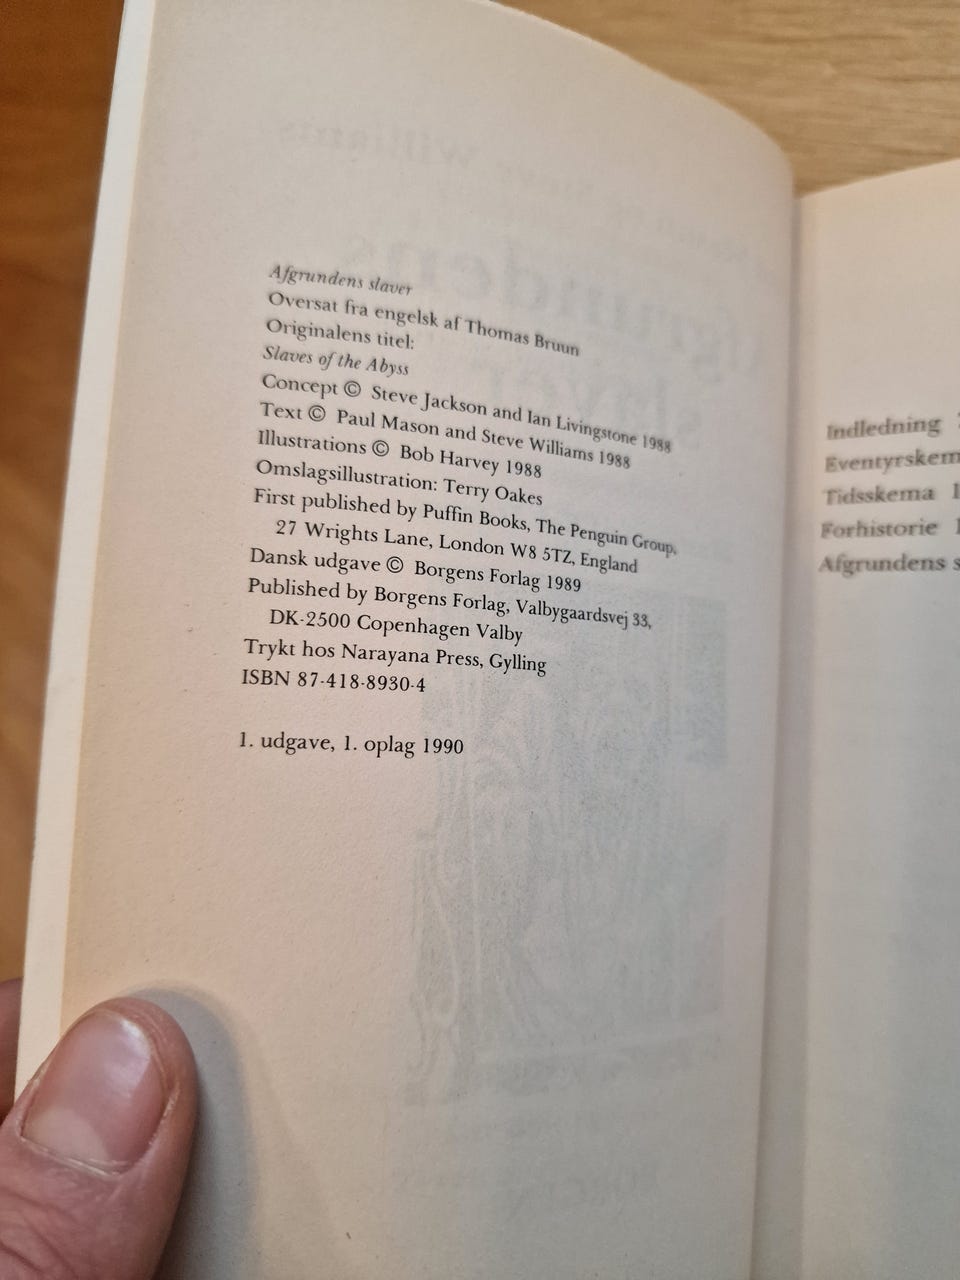 Afgrundens slaver
Oversat fra engelsk af Thomas Bruun
Originalens titel:
Slaves of the Abyss
Concept © Steve Jackson and Ian Livingstone 1988
Text © Paul Mason and Steve Williams 1988
Illustrations © Bob Harvey 1988
Omslagsillustration: Terry Oakes
First published by Puffin Books, The Penguin Group,
27 Wrights Lane, London W8 5TZ, England
Dansk udgave © Borgens Forlag 1989
Published by Borgens Forlag, Valbygaardsvej 33,
DK-2500 Copenhagen Valby
Trykt hos Narayana Press, Gylling
ISBN 87-418-8930-4
1. udgave, 1. oplag 1990
Indledning
Eventyrskem
Tidsskema
Forhistorie
Afgrundens s